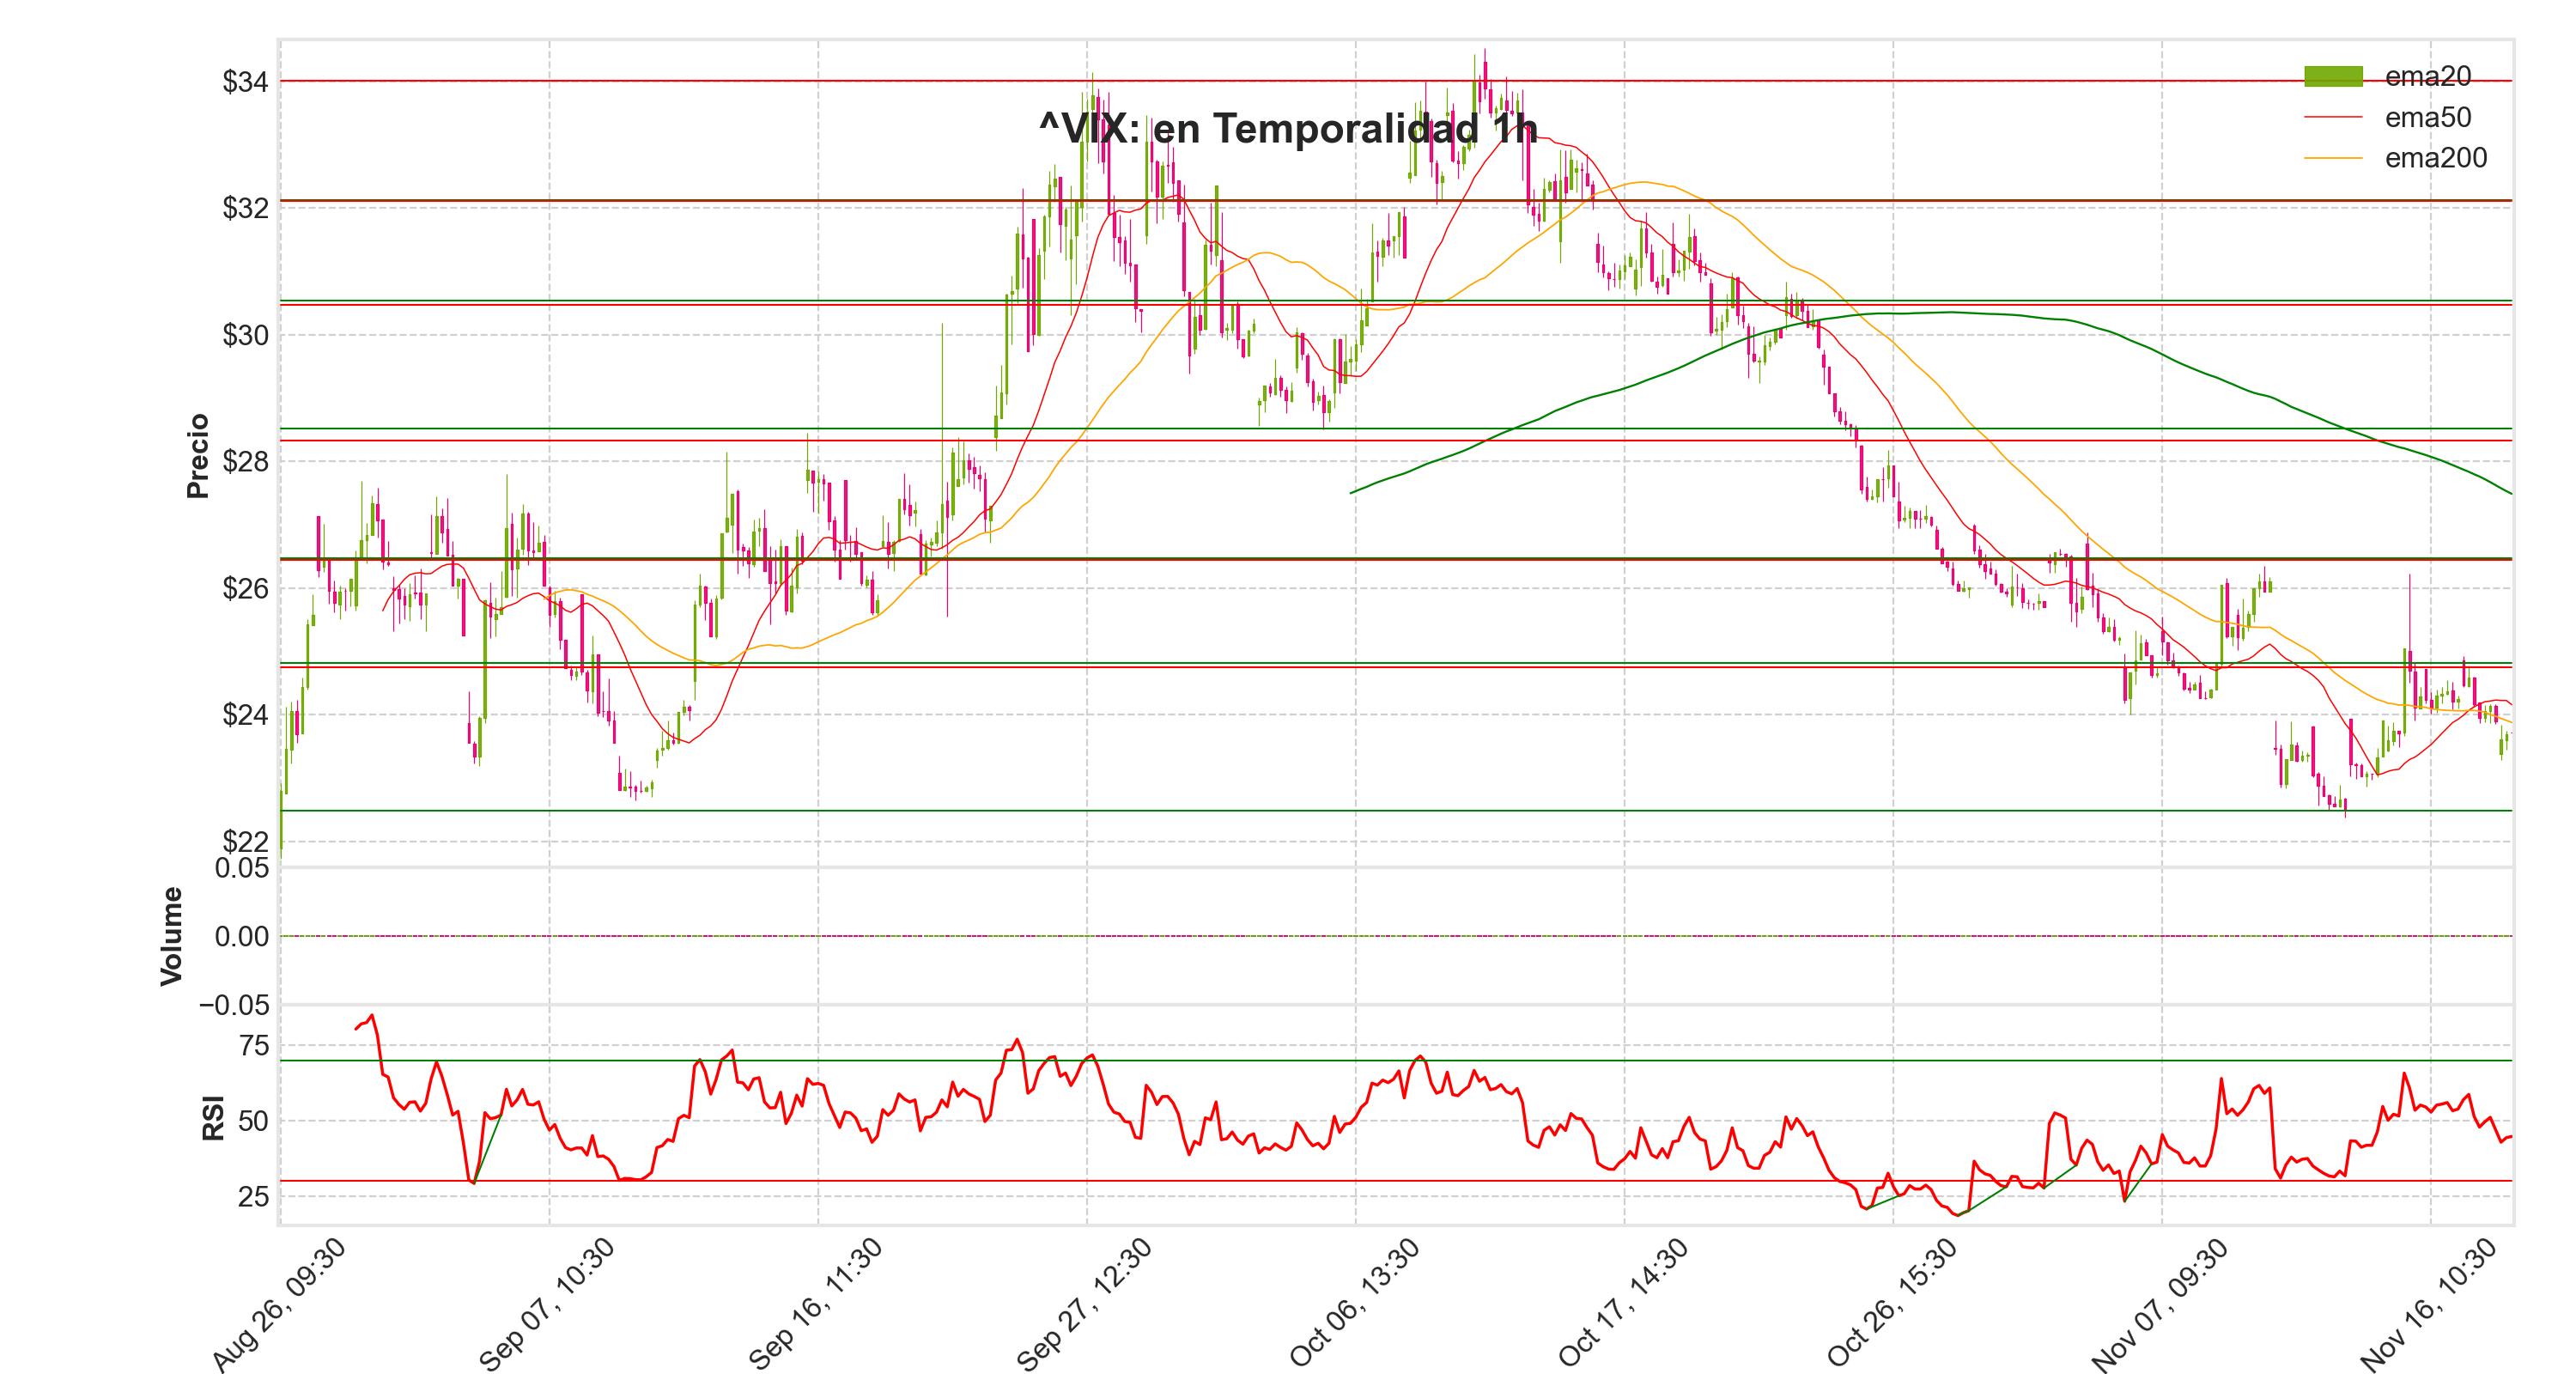 ^VIX: en Temporalidad 1h
ema20
ema50
ema200
Precio
$34
$32
$30
$28
$26
$24
$22
Volume
0.05
0.00
−0.05
RSI
75
50
25
Aug 26, 09:30
Sep 07, 10:30
Sep 16, 11:30
Sep 27, 12:30
Oct 06, 13:30
Oct 17, 14:30
Oct 26, 15:30
Nov 07, 09:30
Nov 16, 10:30